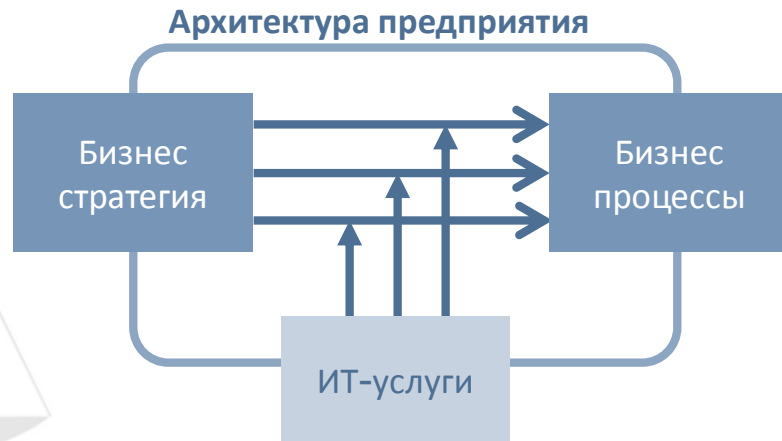 Архитектура предприятия
Бизнес
стратегия
Бизнес
процессы
ИТ-услуги